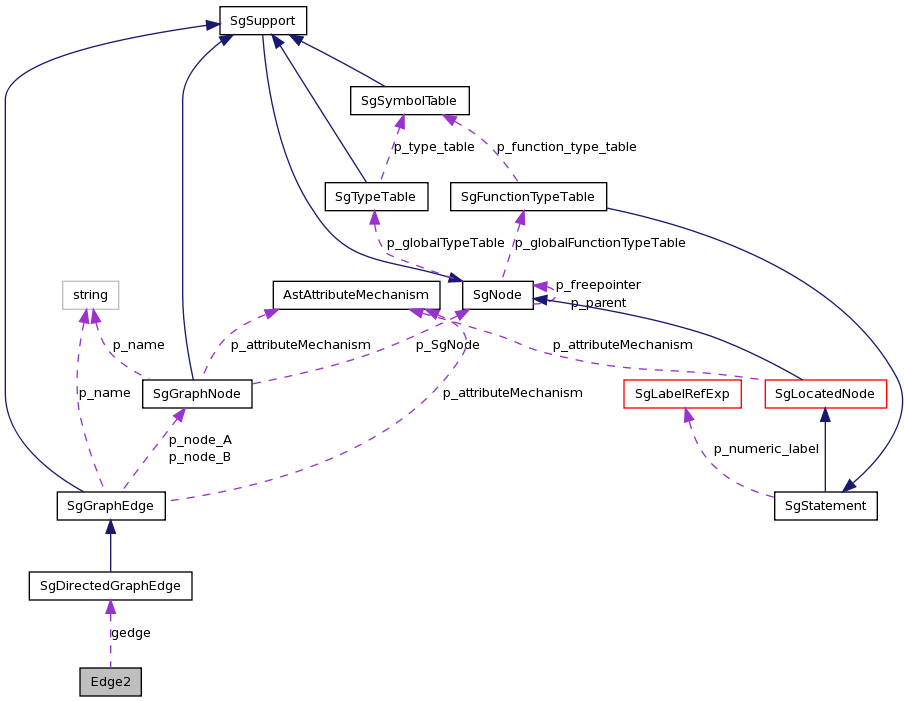 SgSupport
SgSymbolTable
p_type_table
p_function_type_table
SgTypeTable
SgFunctionTypeTable
p_globalTypeTable
p_globalFunctionTypeTable
string
AstAttributeMechanism
SgNode
p_freepointer
p_parent
p_name
p_attributeMechanism
p_SgNode
p_attributeMechanism
SgGraphNode
p_name
p_attributeMechanism
SgLabelRefExp
SgLocatedNode
p_node_A
p_node_B
p_numeric_label
SgGraphEdge
SgStatement
SgDirectedGraphEdge
gedge
Edge2